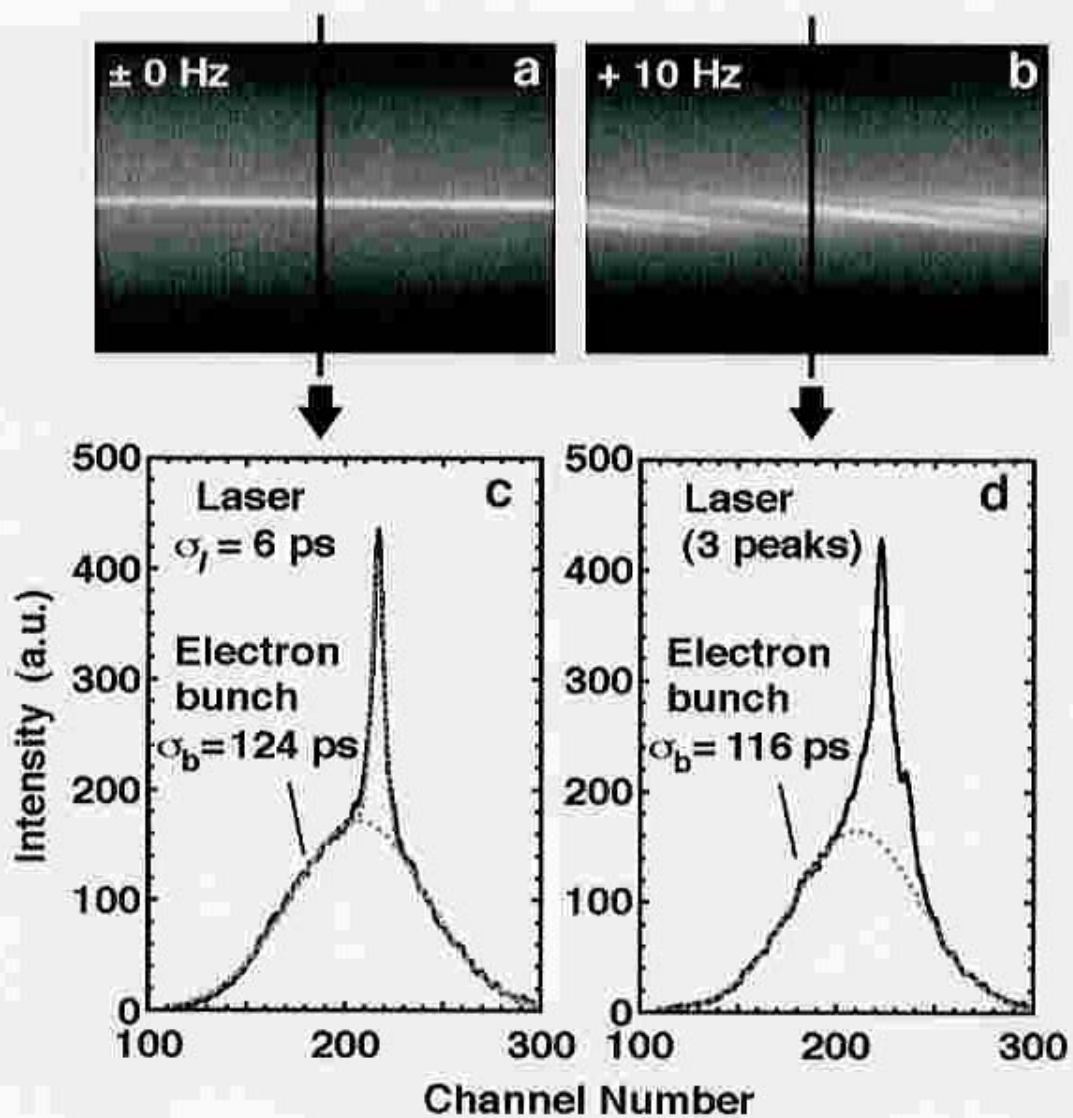 ± 0 Hz
a
+ 10 Hz
b
500
400
300
200
100
0
100
200
300
Laser
σl = 6 ps
c
Electron
bunch
σb = 124 ps
500
400
300
200
100
0
100
200
300
Laser
(3 peaks)
d
Electron
bunch
σb = 116 ps
Intensity (a.u.)
Channel Number